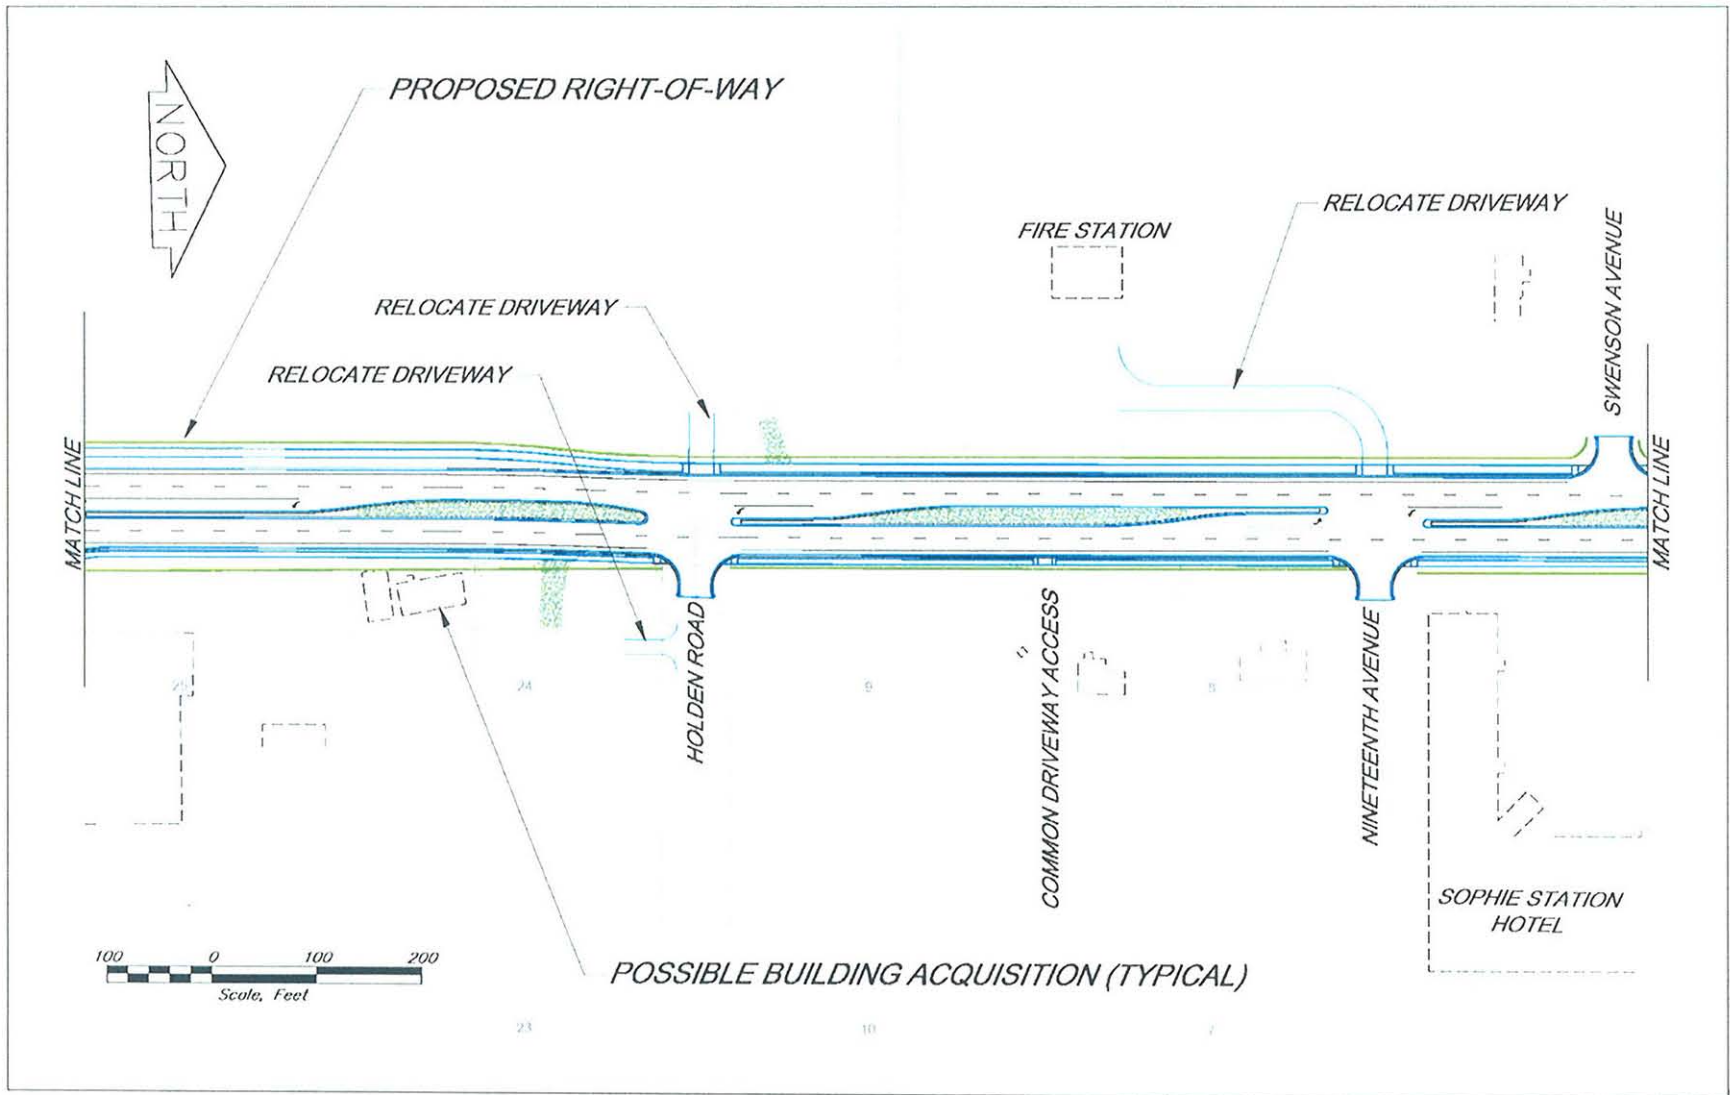 PROPOSED RIGHT-OF-WAY
NORTH
RELOCATE DRIVEWAY
FIRE STATION
SWENSON AVENUE
RELOCATE DRIVEWAY
RELOCATE DRIVEWAY
MATCH LINE
MATCH LINE
HOLDEN ROAD
COMMON DRIVEWAY ACCESS
NINETEENTH AVENUE
25
24
9
8
SOPHIE STATION
HOTEL
100 0 100 200
Scale, Feet
POSSIBLE BUILDING ACQUISITION (TYPICAL)
23
10
7